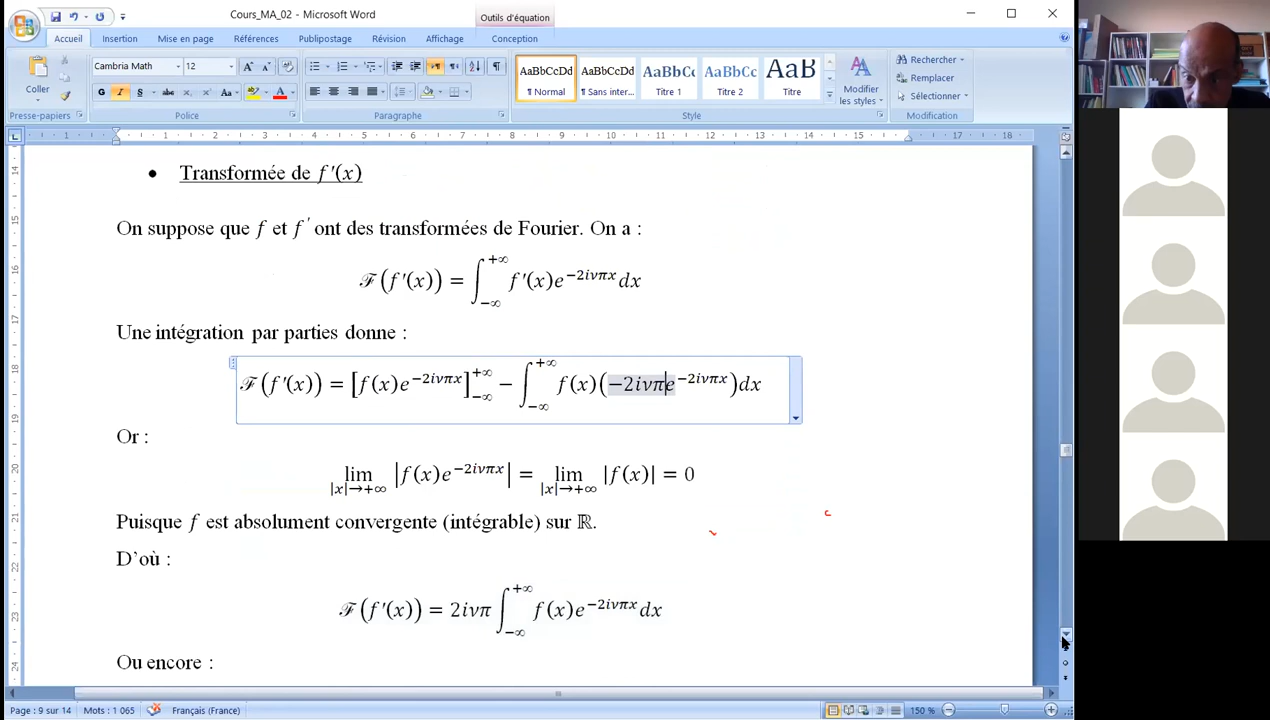 Cours_MA_02 - Microsoft Word
Outils d'équation
Accueil Insertion Mise en page Références Publipostage Révision Affichage Conception
Coller
Cambria Math 12
G I S abc x₂ x² Aa A
AaBbCcDd AaBbCcDd AaBbCc AaBbCc AaB
¶ Normal ¶ Sans inter... Titre 1 Titre 2 Titre
Modifier les styles
Rechercher
Remplacer
Sélectionner
Presse-papiers Police Paragraphe Style Modification
• Transformée de f'(x)
On suppose que f et f' ont des transformées de Fourier. On a :
ℱ(f'(x)) = ∫_{-∞}^{+∞} f'(x)e^{-2iνπx}dx
Une intégration par parties donne :
ℱ(f'(x)) = [f(x)e^{-2iνπx}]_{-∞}^{+∞} − ∫_{-∞}^{+∞} f(x)(−2iνπe^{-2iνπx})dx
Or :
lim_{|x|→+∞} |f(x)e^{-2iνπx}| = lim_{|x|→+∞} |f(x)| = 0
Puisque f est absolument convergente (intégrable) sur ℝ.
D'où :
ℱ(f'(x)) = 2iνπ ∫_{-∞}^{+∞} f(x)e^{-2iνπx}dx
Ou encore :
Page : 9 sur 14 Mots : 1 065 Français (France) 150 %